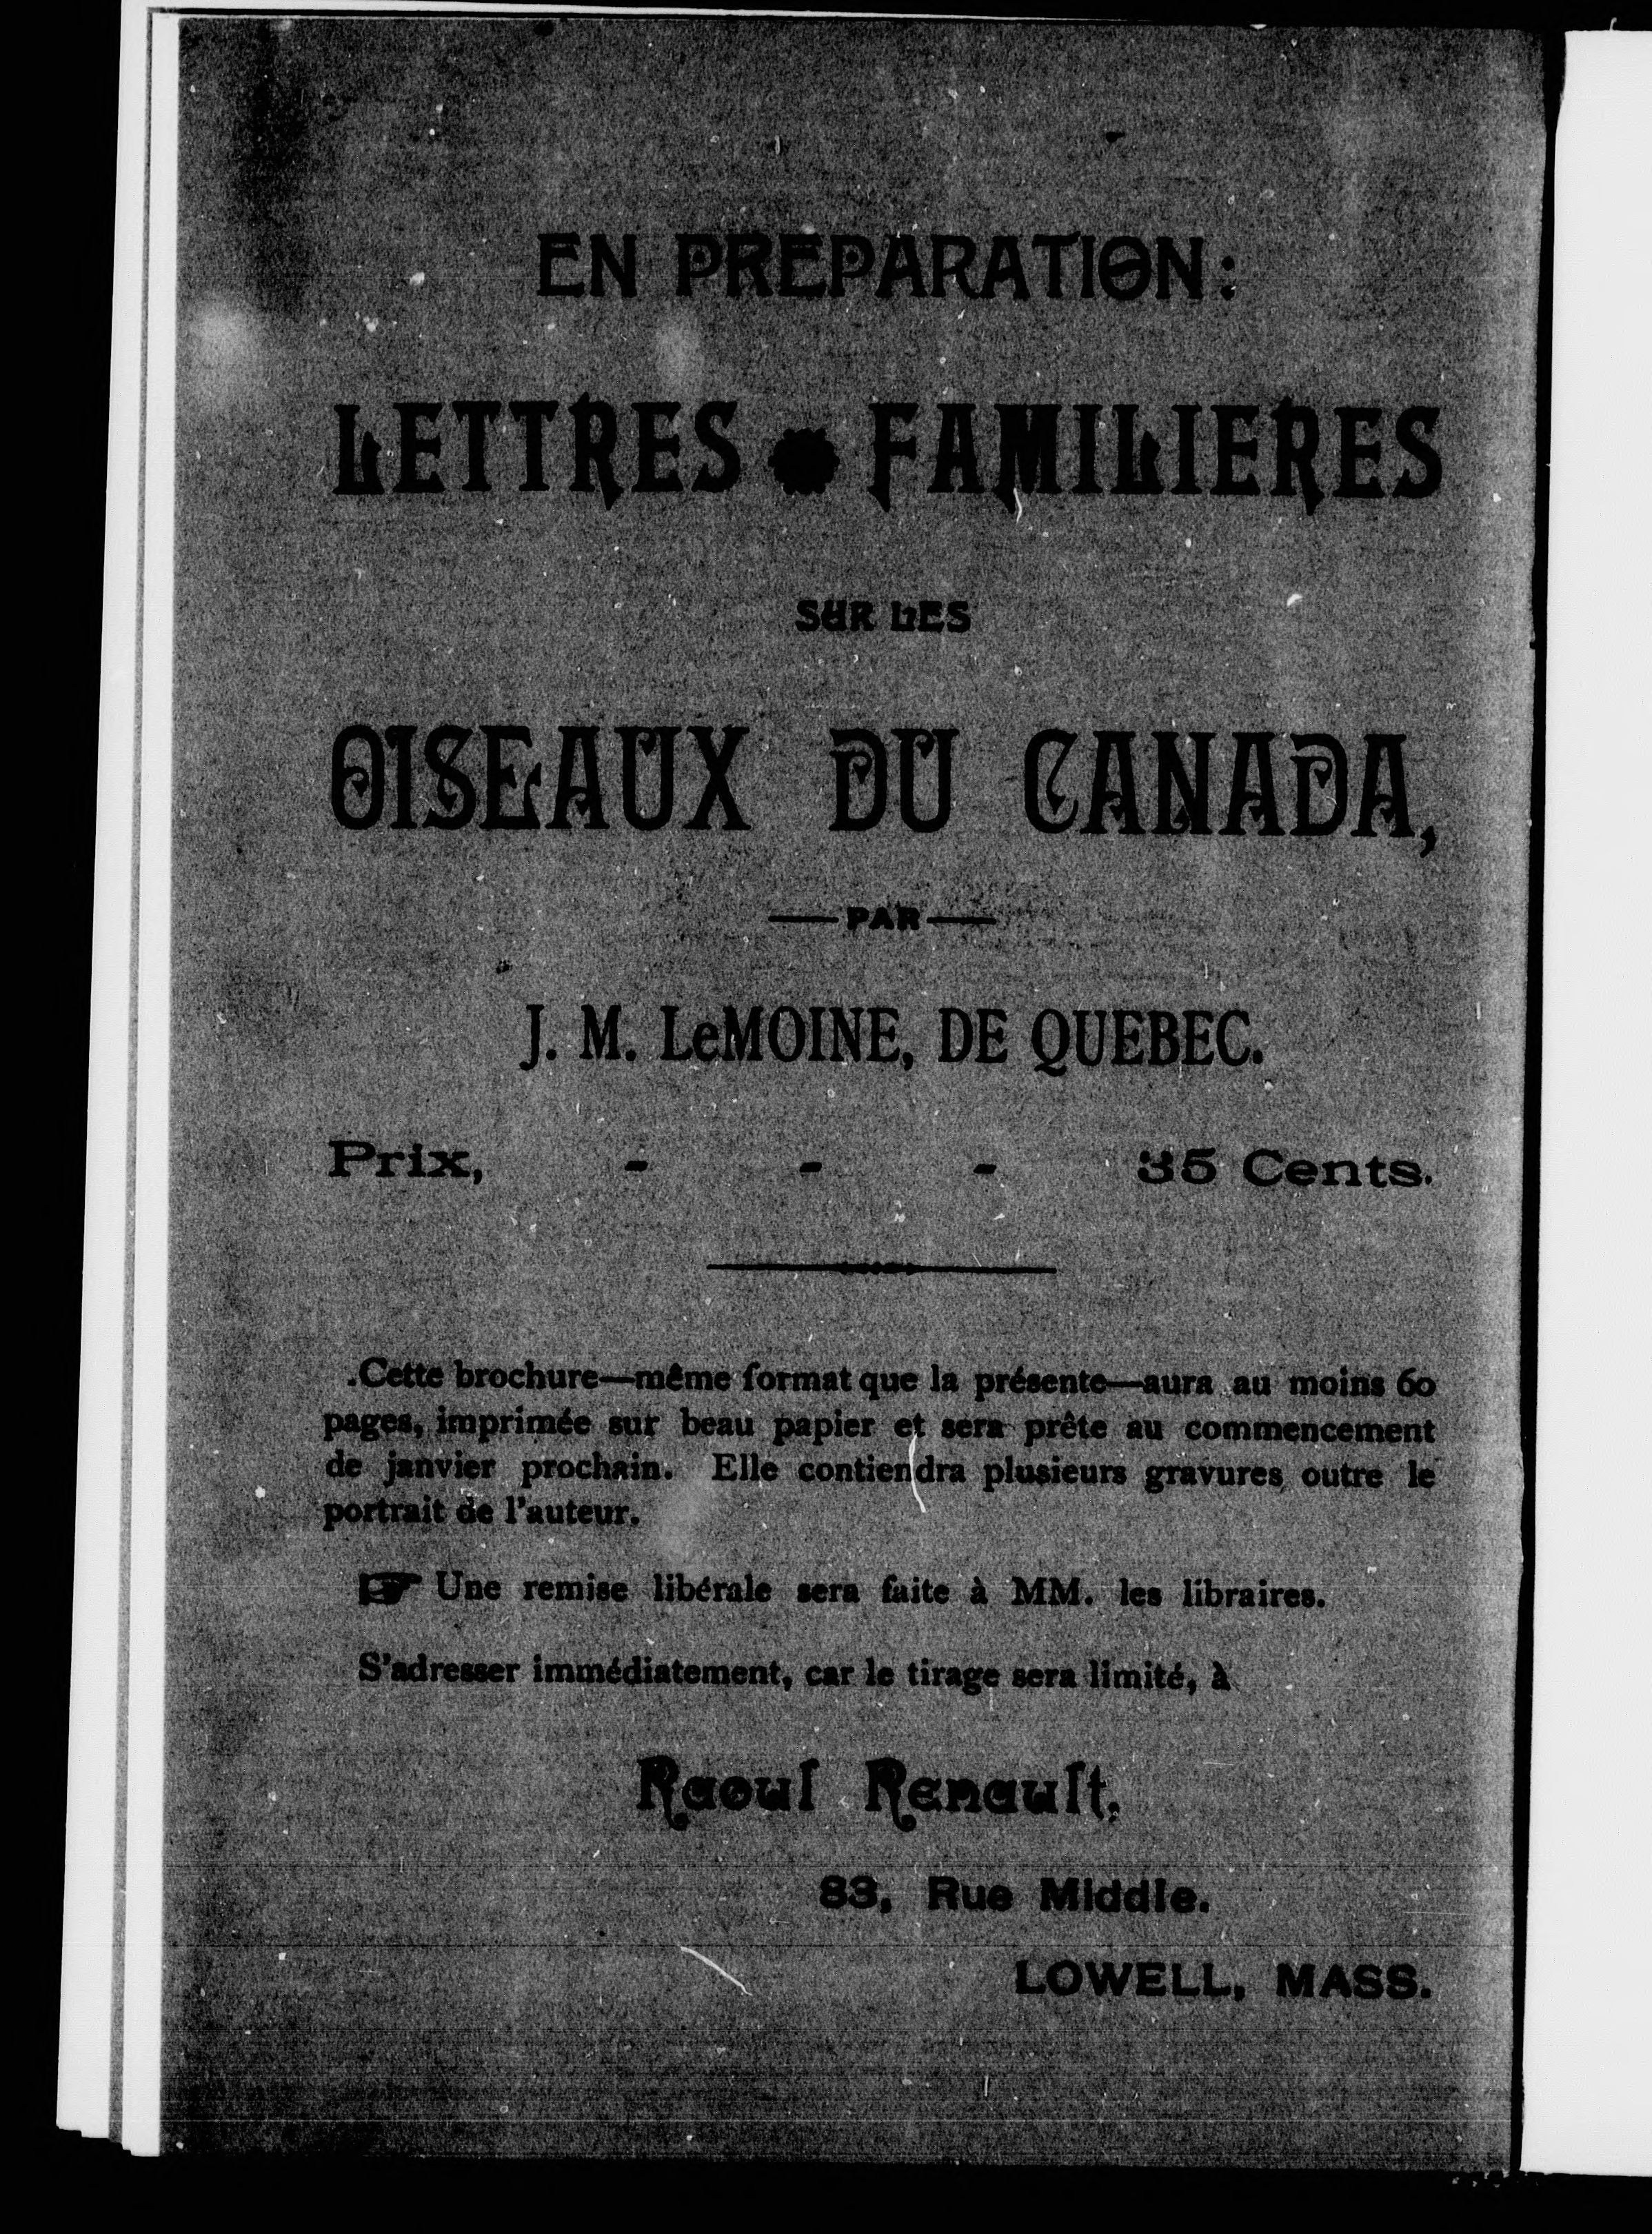 EN PREPARATION:
LETTRES FAMILIERES
SUR LES
OISEAUX DU CANADA,
—PAR—
J. M. LeMOINE, DE QUEBEC.
Prix, - - - 35 Cents.
Cette brochure—même format que la présente—aura au moins 60
pages, imprimée sur beau papier et sera prête au commencement
de janvier prochain. Elle contiendra plusieurs gravures outre le
portrait de l'auteur.
☞ Une remise libérale sera faite à MM. les libraires.
S'adresser immédiatement, car le tirage sera limité, à
Raoul Renault,
83, Rue Middle.
LOWELL, MASS.